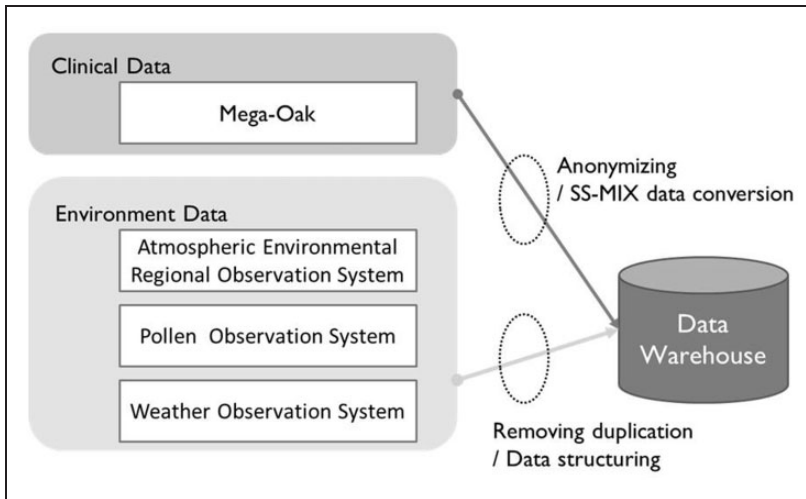 Clinical Data
Mega-Oak
Environment Data
Atmospheric Environmental
Regional Observation System
Pollen Observation System
Weather Observation System
Anonymizing
/ SS-MIX data conversion
Removing duplication
/ Data structuring
Data
Warehouse